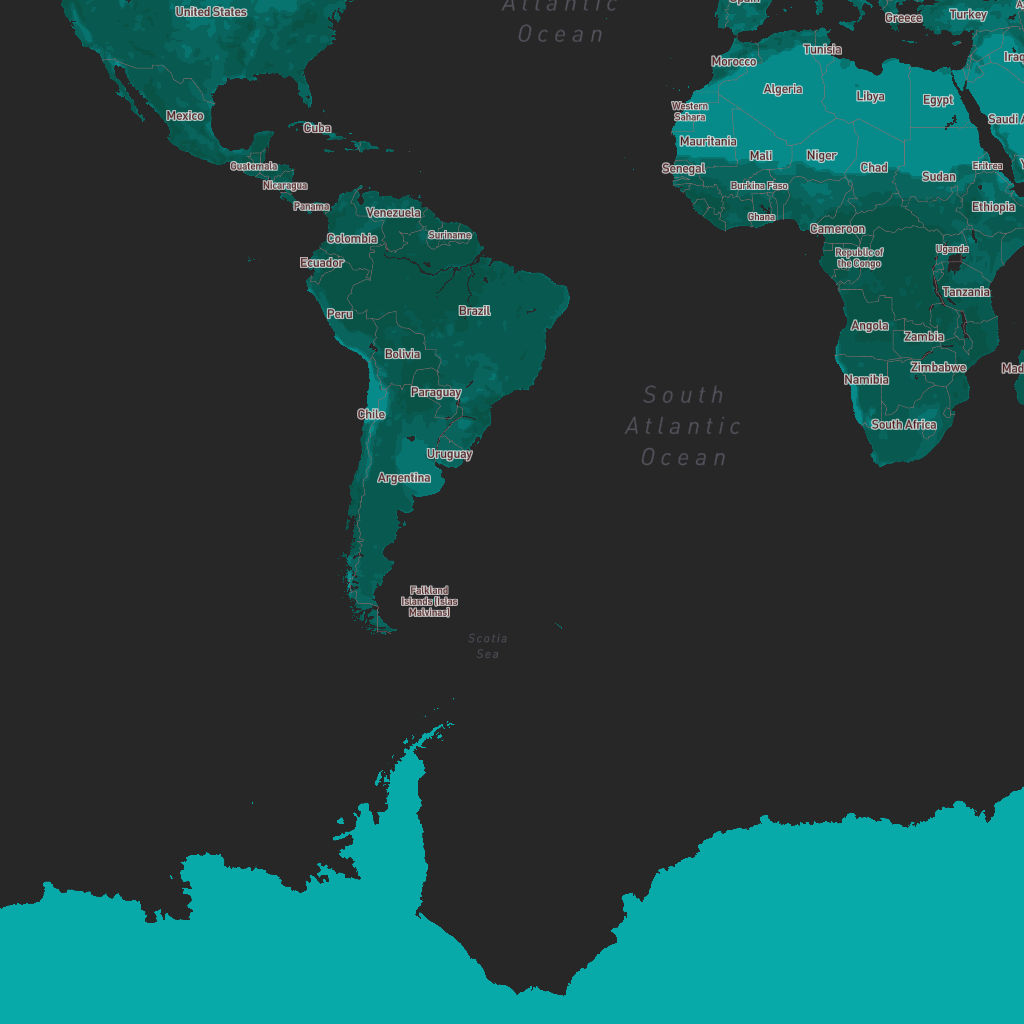 Atlantic
Ocean
United States
Mexico
Cuba
Guatemala
Nicaragua
Panama
Venezuela
Suriname
Colombia
Ecuador
Peru
Brazil
Bolivia
Paraguay
Chile
Uruguay
Argentina
Falkland
Islands (Islas
Malvinas)
Scotia
Sea
South
Atlantic
Ocean
Spain
Greece
Turkey
Tunisia
Morocco
Iraq
Algeria
Libya
Egypt
Western
Sahara
Saudi A
Mauritania
Mali
Niger
Chad
Senegal
Sudan
Eritrea
Burkina Faso
Ghana
Ethiopia
Cameroon
Uganda
Republic of
the Congo
Tanzania
Angola
Zambia
Zimbabwe
Mad
Namibia
South Africa